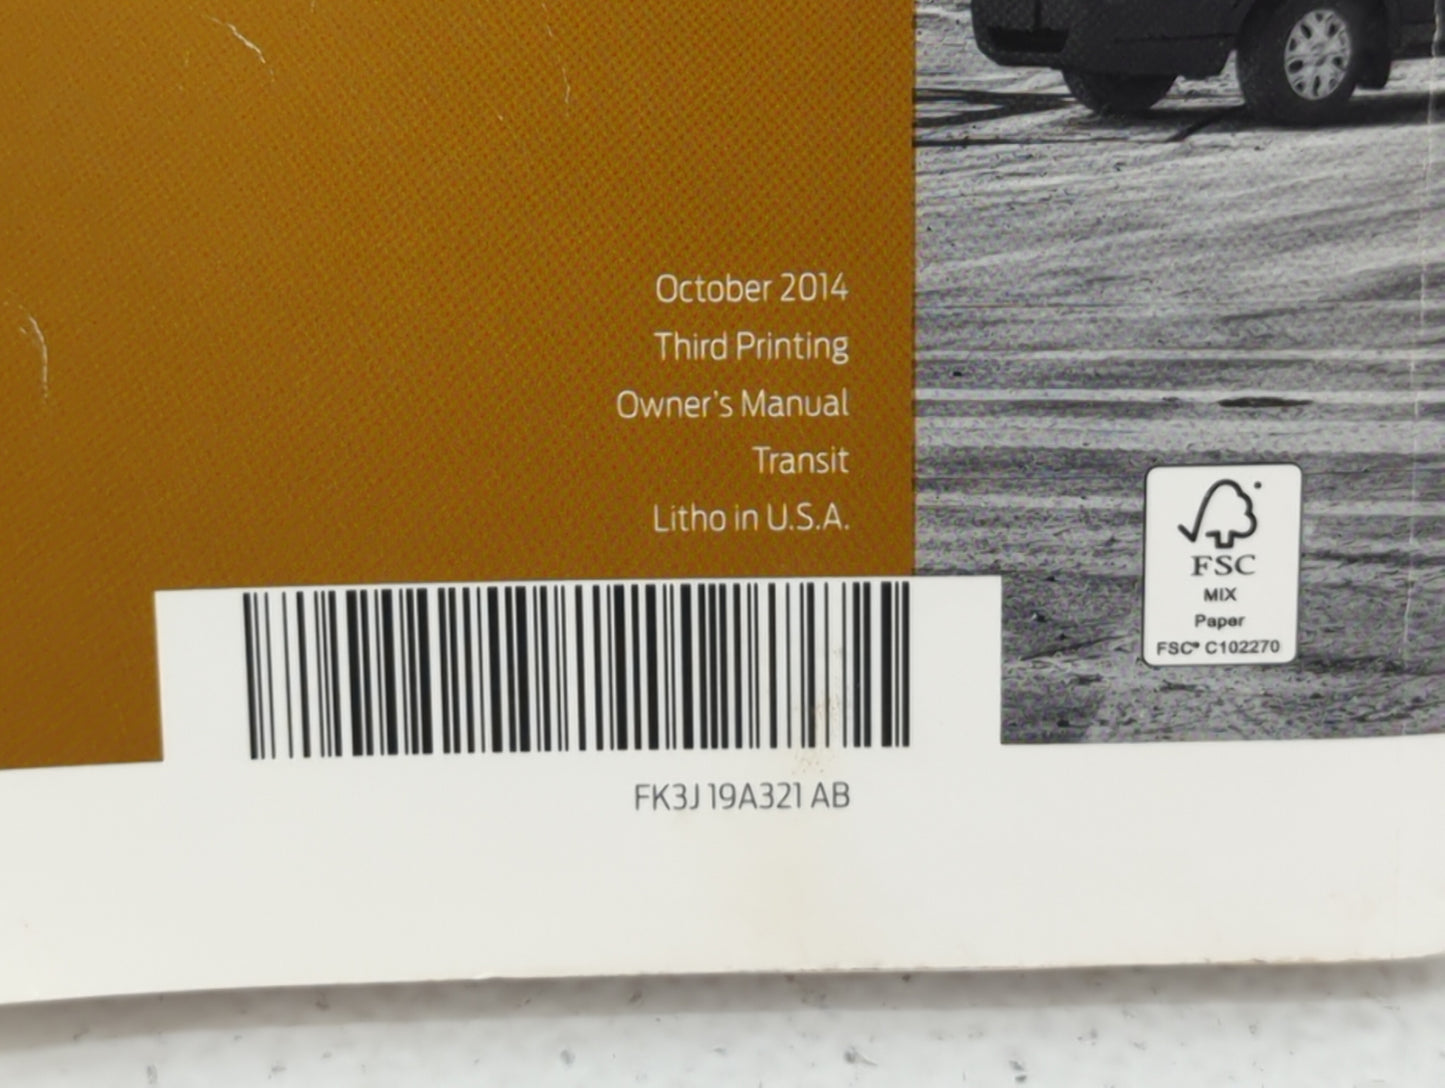 October 2014
Third Printing
Owner's Manual
Transit
Litho in U.S.A.
FSC
MIX
Paper
FSC® C102270
FK3J 19A321 AB